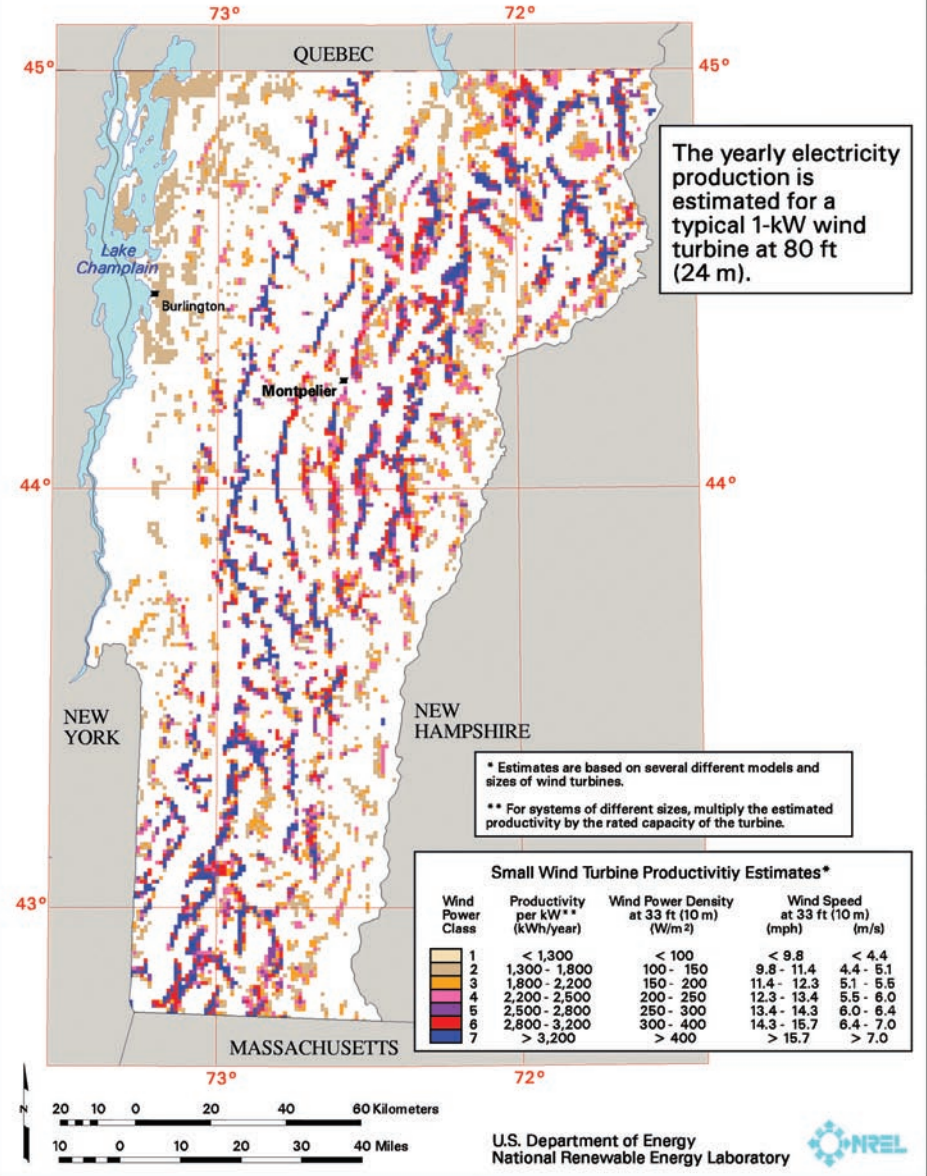 73°
72°
QUEBEC
45°
45°
The yearly electricity
production is
estimated for a
typical 1-kW wind
turbine at 80 ft
(24 m).
Lake
Champlain
Burlington
Montpelier
44°
44°
NEW
YORK
NEW
HAMPSHIRE
* Estimates are based on several different models and
sizes of wind turbines.
** For systems of different sizes, multiply the estimated
productivity by the rated capacity of the turbine.
Small Wind Turbine Productivitiy Estimates*
Wind Productivity Wind Power Density Wind Speed
Power per kW** at 33 ft (10 m) at 33 ft (10 m)
Class (kWh/year) (W/m²) (mph) (m/s)
1 < 1,300 < 100 < 9.8 < 4.4
2 1,300 - 1,800 100 - 150 9.8 - 11.4 4.4 - 5.1
3 1,800 - 2,200 150 - 200 11.4 - 12.3 5.1 - 5.5
4 2,200 - 2,500 200 - 250 12.3 - 13.4 5.5 - 6.0
5 2,500 - 2,800 250 - 300 13.4 - 14.3 6.0 - 6.4
6 2,800 - 3,200 300 - 400 14.3 - 15.7 6.4 - 7.0
7 > 3,200 > 400 > 15.7 > 7.0
43°
MASSACHUSETTS
73°
72°
N
20 10 0 20 40 60 Kilometers
10 0 10 20 30 40 Miles
U.S. Department of Energy
National Renewable Energy Laboratory
NREL